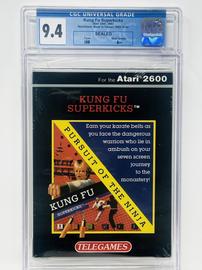 CGC UNIVERSAL GRADE
9.4
Kung Fu Superkicks
SEALED
For the Atari® 2600
KUNG FU
SUPERKICKS™
Earn your karate belts as
you face the dangerous
warriors who lie in
ambush on your
seven screen
journey
to the
monastery!
PURSUIT OF THE NINJA
KUNG FU
SUPERKICKS
TELEGAMES